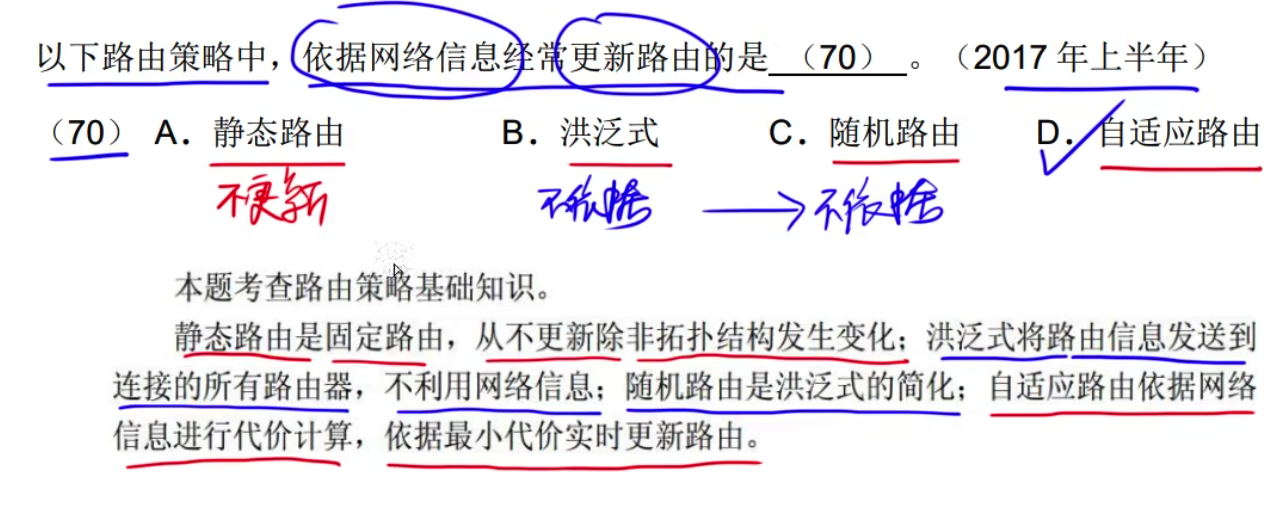 以下路由策略中，依据网络信息经常更新路由的是 （70） 。（2017 年上半年）
（70） A．静态路由 B．洪泛式 C．随机路由 D．自适应路由
不更新 不依据 不依据
本题考查路由策略基础知识。
静态路由是固定路由，从不更新除非拓扑结构发生变化；洪泛式将路由信息发送到
连接的所有路由器，不利用网络信息；随机路由是洪泛式的简化；自适应路由依据网络
信息进行代价计算，依据最小代价实时更新路由。